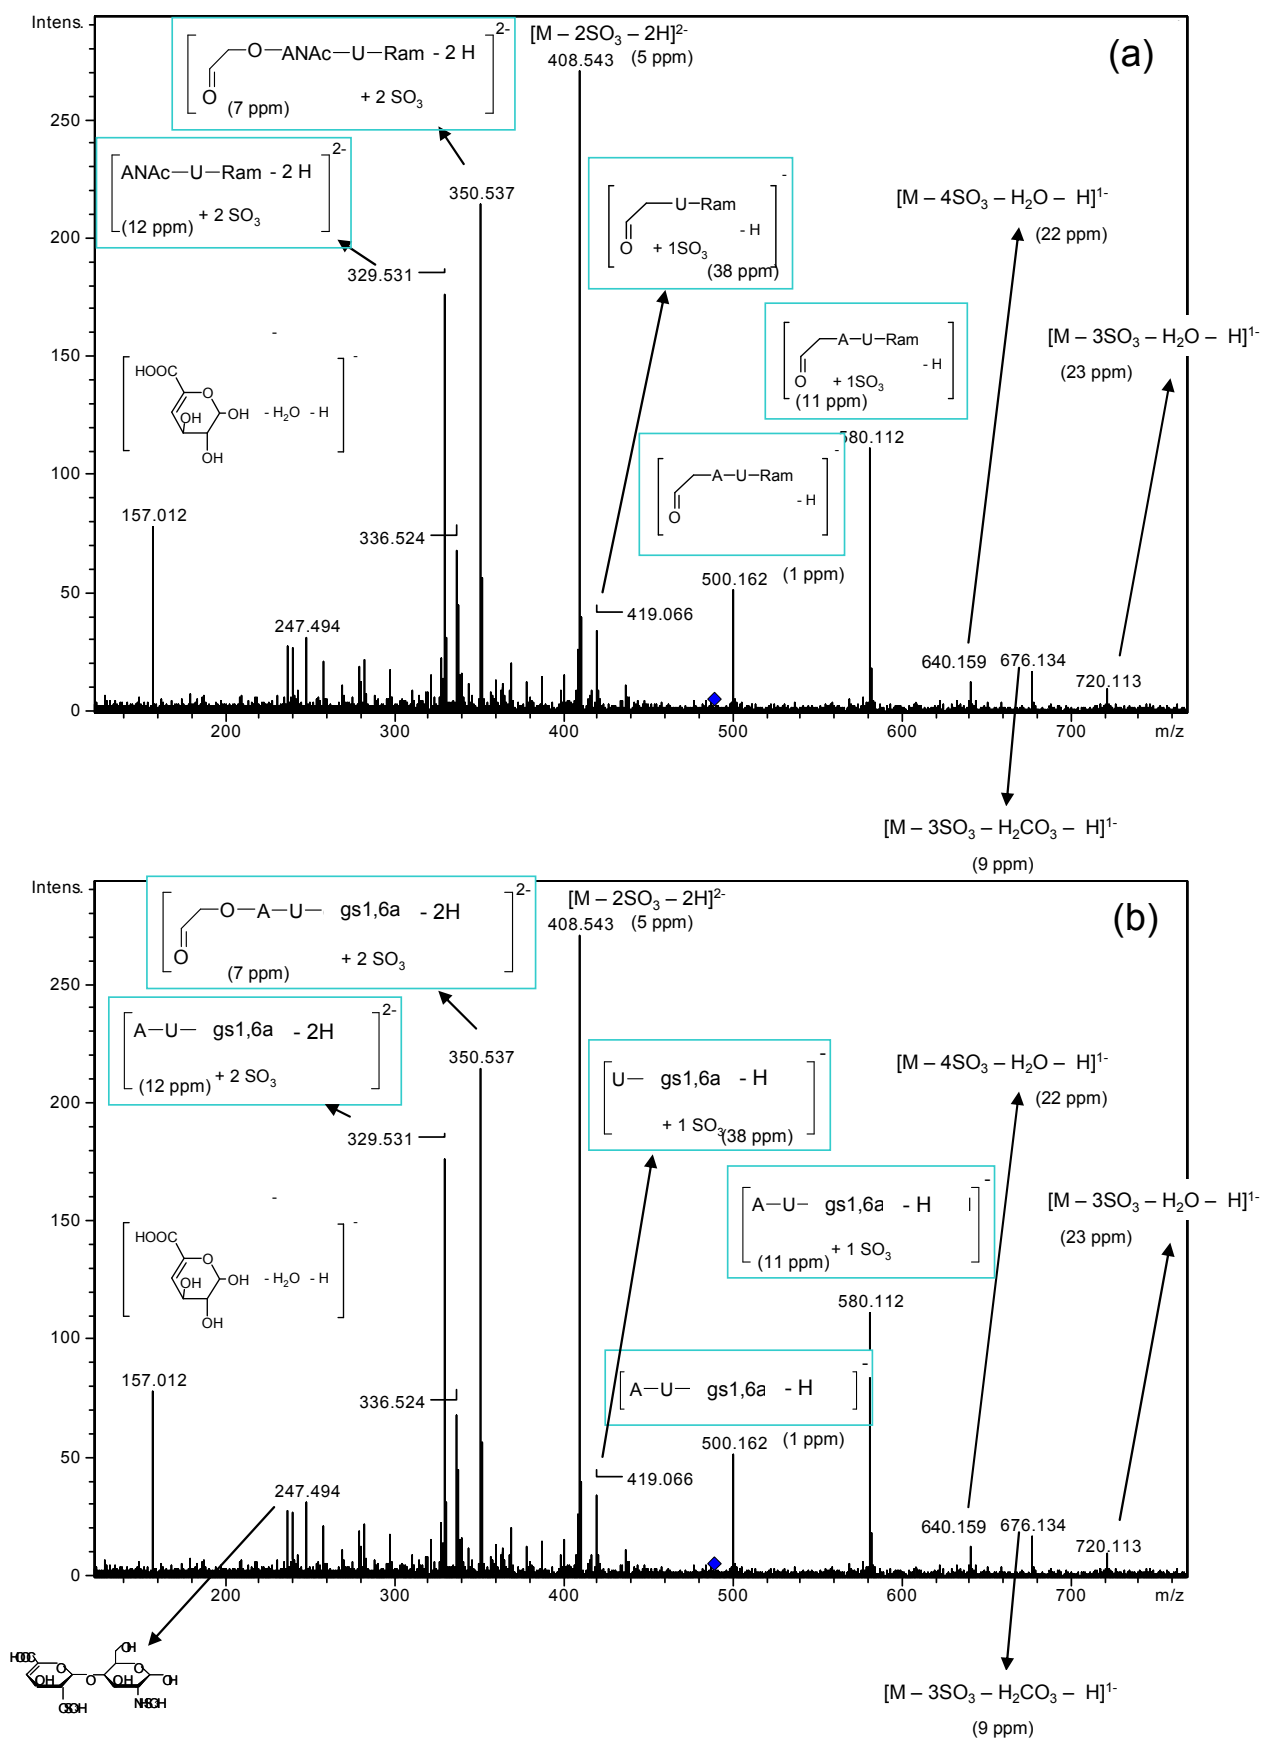 Intens.
[M – 2SO3 – 2H]2-
408.543 (5 ppm)
(a)
O ANAc U Ram - 2 H 2-
O (7 ppm) + 2 SO3
250
ANAc U Ram - 2 H 2-
(12 ppm) + 2 SO3
350.537
U Ram -
- H
O + 1SO3
(38 ppm)
[M – 4SO3 – H2O – H]1-
(22 ppm)
200
329.531
A U Ram -
- H
O + 1SO3
(11 ppm)
[M – 3SO3 – H2O – H]1-
(23 ppm)
-
150
HOOC -
O
OH OH - H2O - H
OH
A U Ram -
- H
O
580.112
100
157.012
336.524
500.162 (1 ppm)
50
247.494
419.066
640.159 676.134
720.113
0
200 300 400 500 600 700 m/z
[M – 3SO3 – H2CO3 – H]1-
(9 ppm)
Intens.
[M – 2SO3 – 2H]2-
408.543 (5 ppm)
(b)
O A U gs1,6a - 2H 2-
O + 2 SO3
(7 ppm)
250
A U gs1,6a - 2H 2-
(12 ppm) + 2 SO3
350.537
U gs1,6a - H -
+ 1 SO3
(38 ppm)
[M – 4SO3 – H2O – H]1-
(22 ppm)
200
329.531
A U gs1,6a - H -
(11 ppm) + 1 SO3
[M – 3SO3 – H2O – H]1-
(23 ppm)
-
150
HOOC -
O
OH OH - H2O - H
OH
580.112
100
A U gs1,6a - H -
157.012
336.524
500.162 (1 ppm)
50
247.494
419.066
640.159 676.134
720.113
0
200 300 400 500 600 700 m/z
OH
O O
OH O OH OH
[M – 3SO3 – H2CO3 – H]1-
(9 ppm)